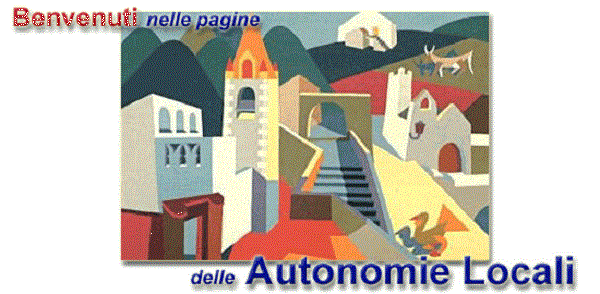 Benvenuti nelle pagine
delle Autonomie Locali